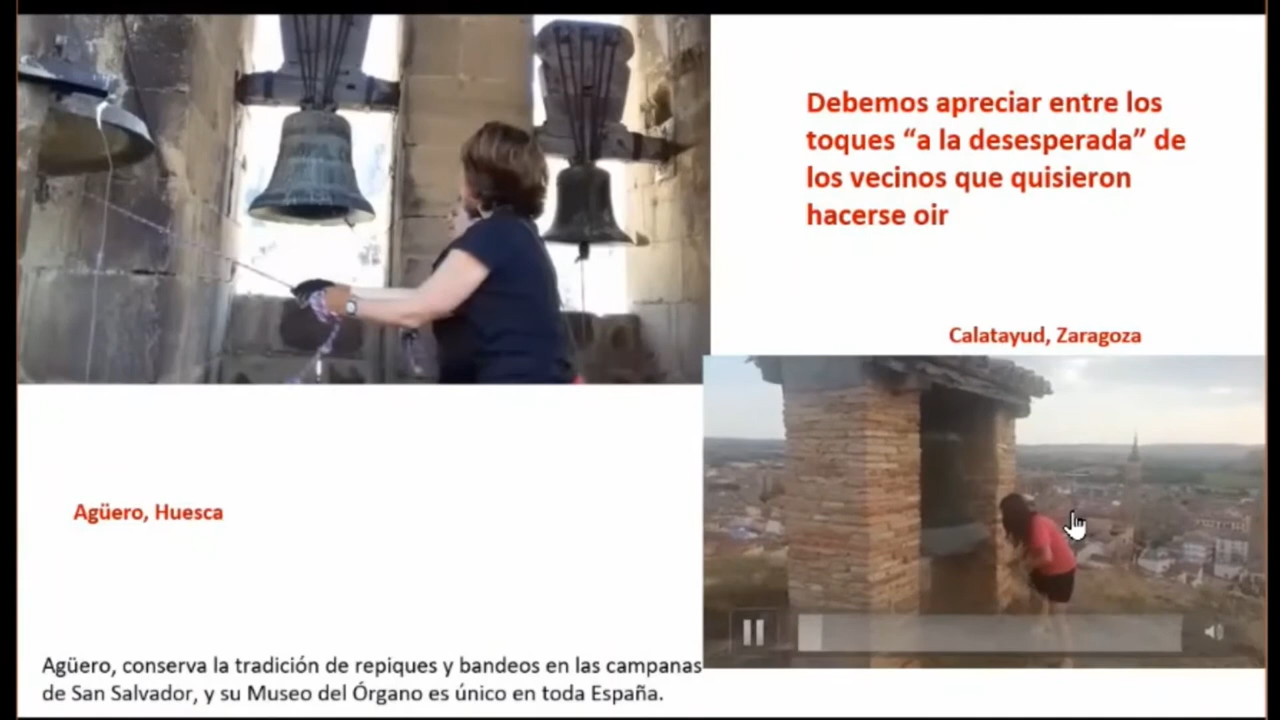 Debemos apreciar entre los
toques “a la desesperada” de
los vecinos que quisieron
hacerse oir
Calatayud, Zaragoza
Agüero, Huesca
Agüero, conserva la tradición de repiques y bandeos en las campanas
de San Salvador, y su Museo del Órgano es único en toda España.